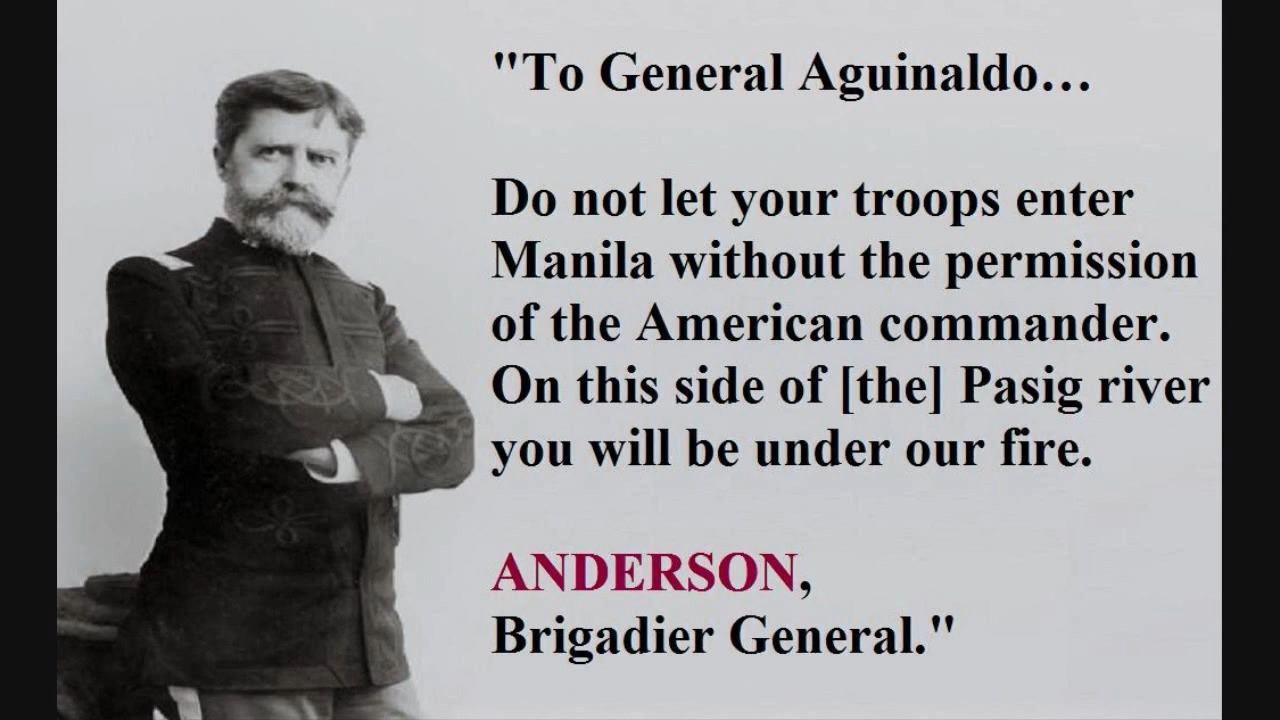 "To General Aguinaldo…
Do not let your troops enter
Manila without the permission
of the American commander.
On this side of [the] Pasig river
you will be under our fire.
ANDERSON,
Brigadier General."